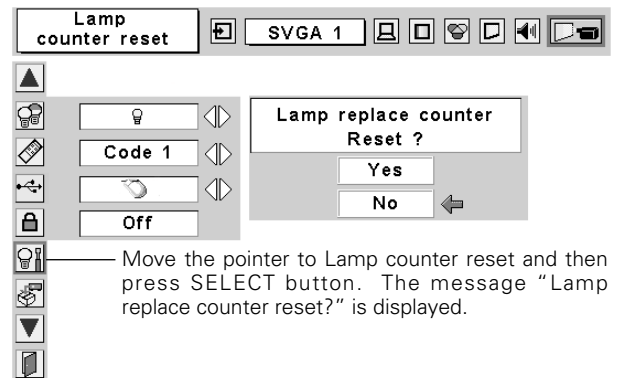 Lamp
counter reset
SVGA 1
Code 1
Off
Lamp replace counter
Reset ?
Yes
No
Move the pointer to Lamp counter reset and then
press SELECT button. The message “Lamp
replace counter reset?” is displayed.